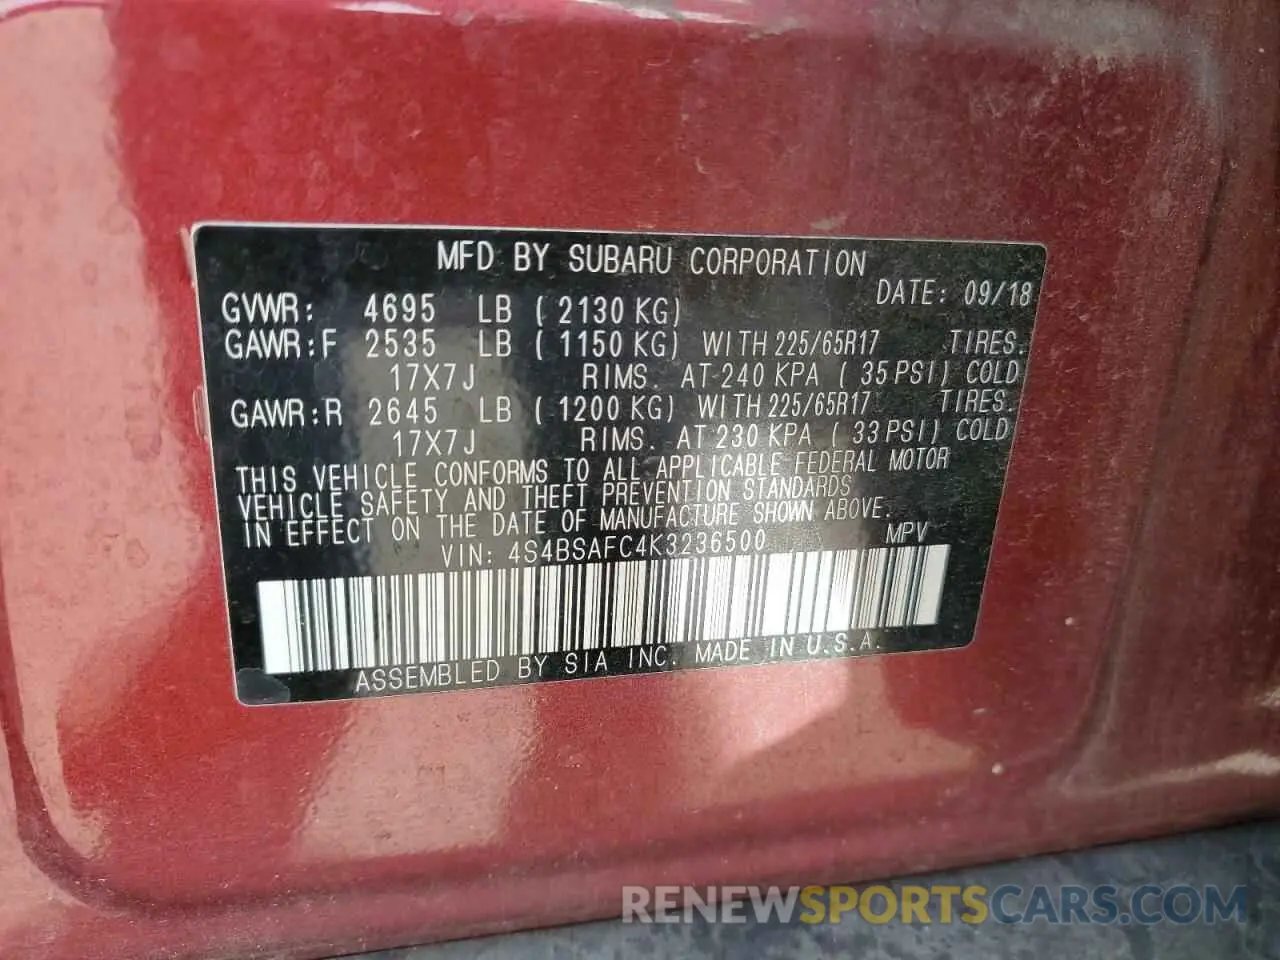 MFD BY SUBARU CORPORATION
DATE: 09/18
GVWR: 4695 LB ( 2130 KG)
GAWR:F 2535 LB ( 1150 KG) WITH 225/65R17 TIRES.
17X7J RIMS. AT 240 KPA ( 35 PSI) COLD
GAWR:R 2645 LB ( 1200 KG) WITH 225/65R17 TIRES.
17X7J RIMS. AT 230 KPA ( 33 PSI) COLD
THIS VEHICLE CONFORMS TO ALL APPLICABLE FEDERAL MOTOR
VEHICLE SAFETY AND THEFT PREVENTION STANDARDS
IN EFFECT ON THE DATE OF MANUFACTURE SHOWN ABOVE.
VIN: 4S4BSAFC4K3236500 MPV
ASSEMBLED BY SIA INC. MADE IN U.S.A.
RENEWSPORTSCARS.COM